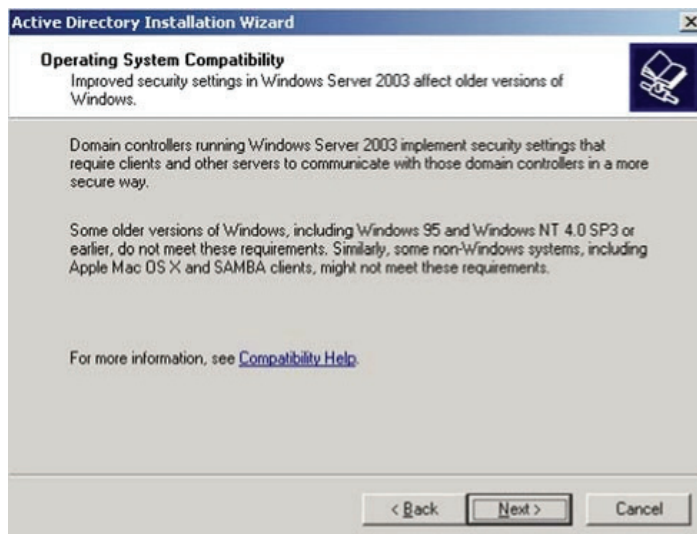 Active Directory Installation Wizard
Operating System Compatibility
Improved security settings in Windows Server 2003 affect older versions of
Windows.
Domain controllers running Windows Server 2003 implement security settings that
require clients and other servers to communicate with those domain controllers in a more
secure way.
Some older versions of Windows, including Windows 95 and Windows NT 4.0 SP3 or
earlier, do not meet these requirements. Similarly, some non-Windows systems, including
Apple Mac OS X and SAMBA clients, might not meet these requirements.
For more information, see Compatibility Help.
< Back Next > Cancel